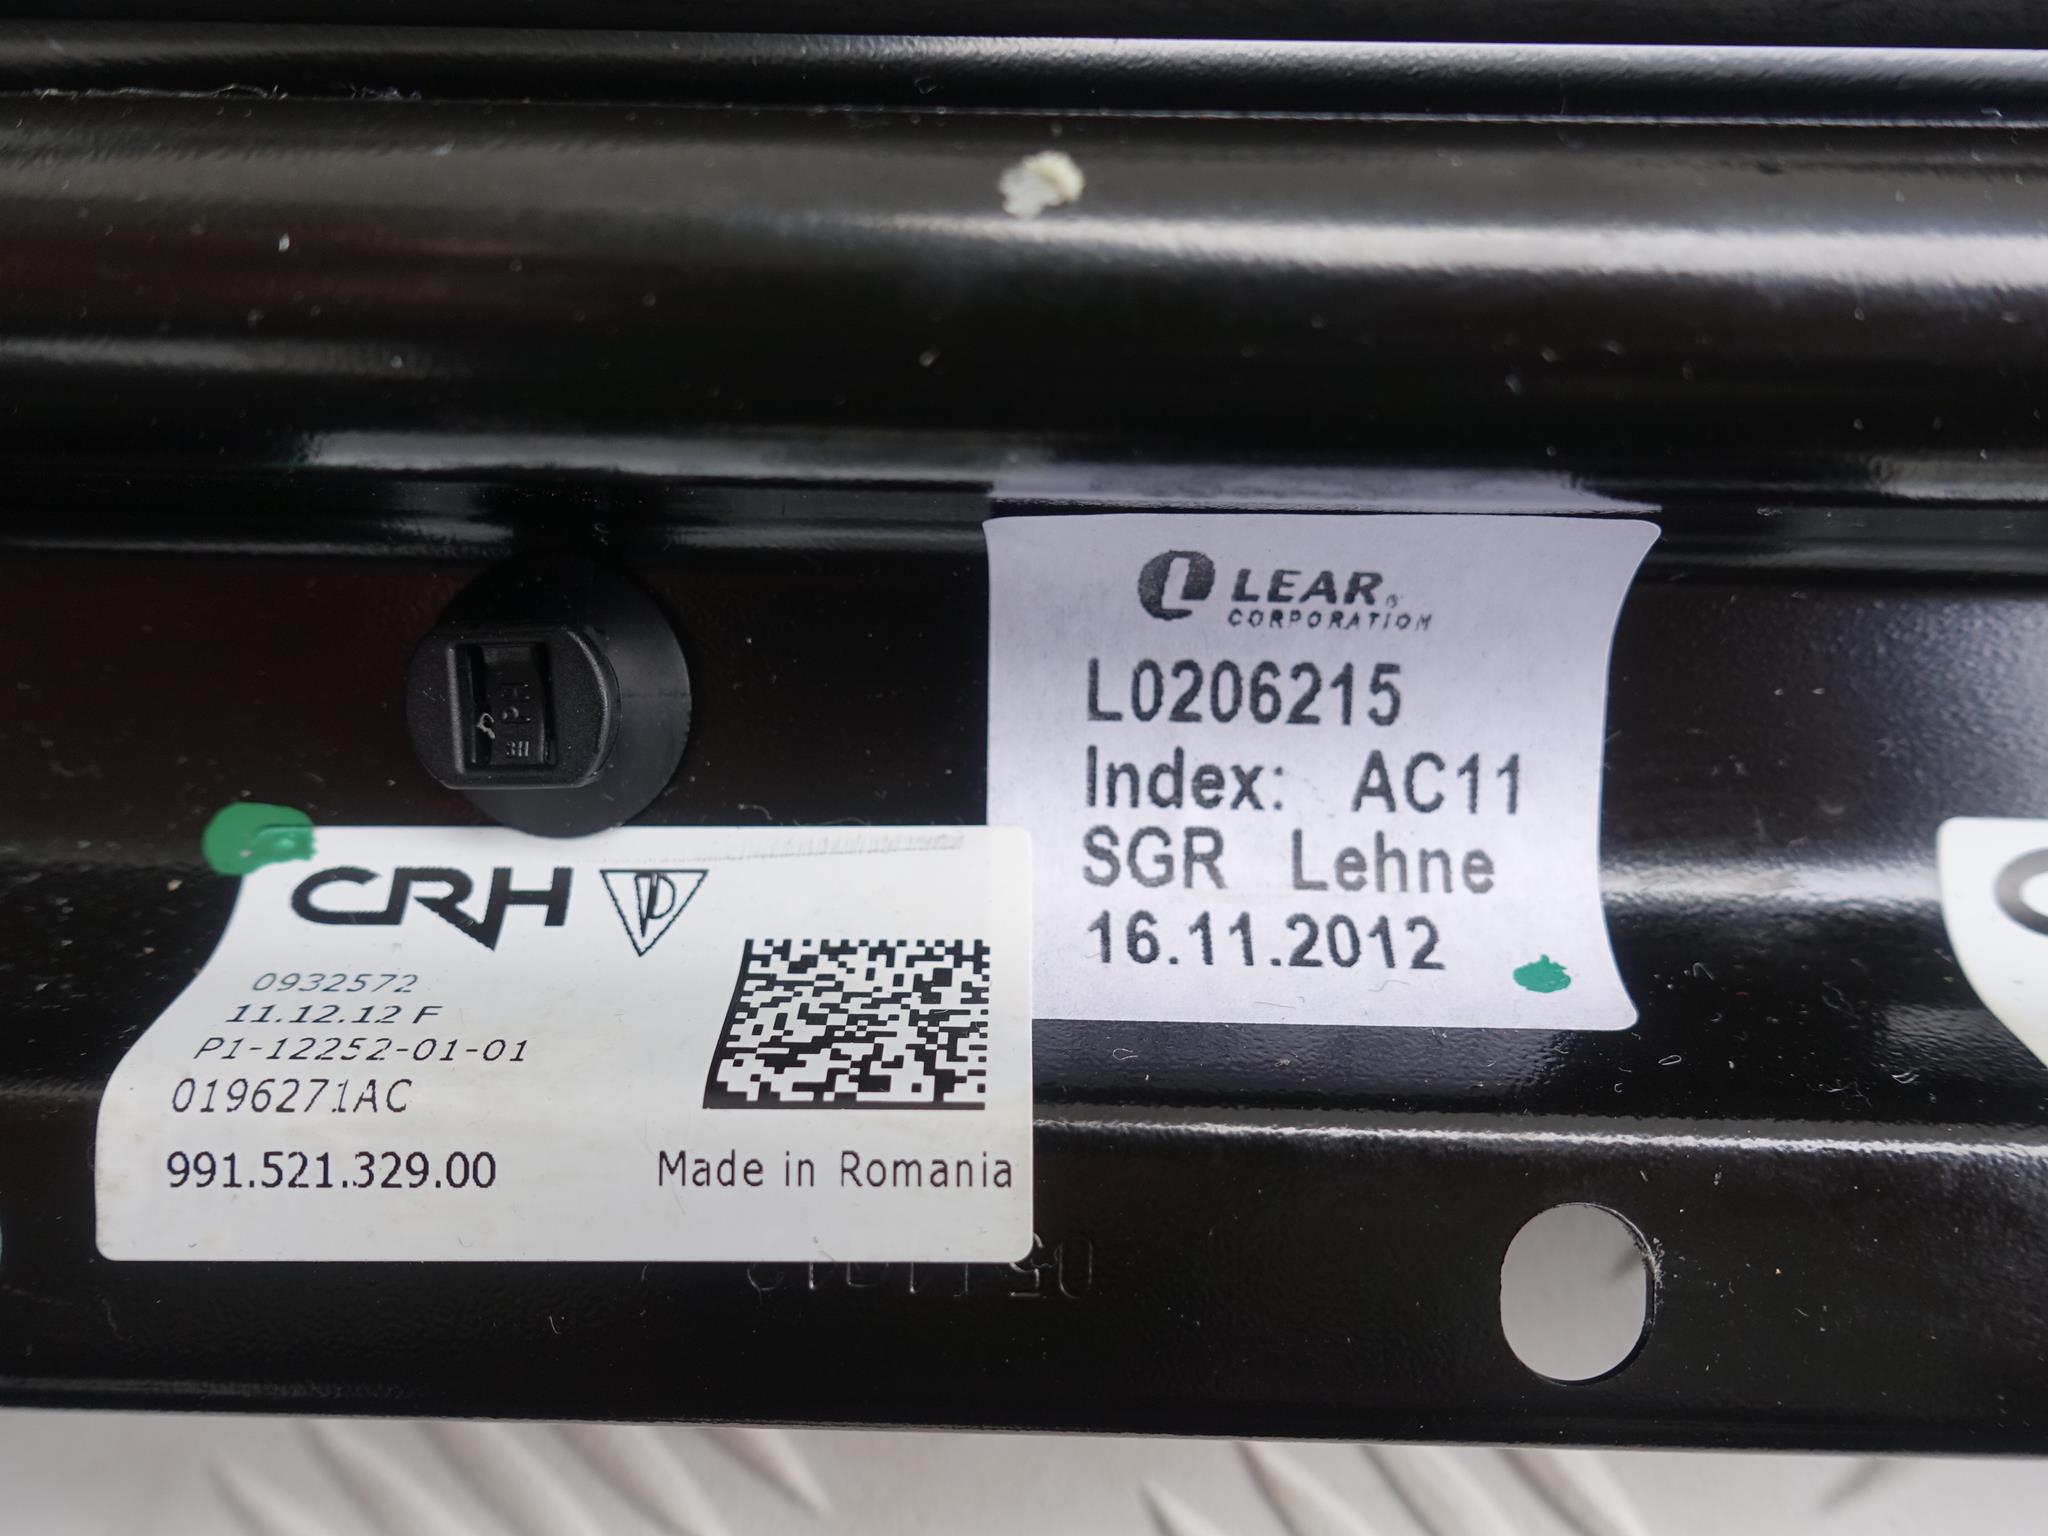 LEAR
CORPORATION
L0206215
Index: AC11
SGR Lehne
16.11.2012
CRH
0932572
11.12.12 F
P1-12252-01-01
0196271AC
991.521.329.00
Made in Romania